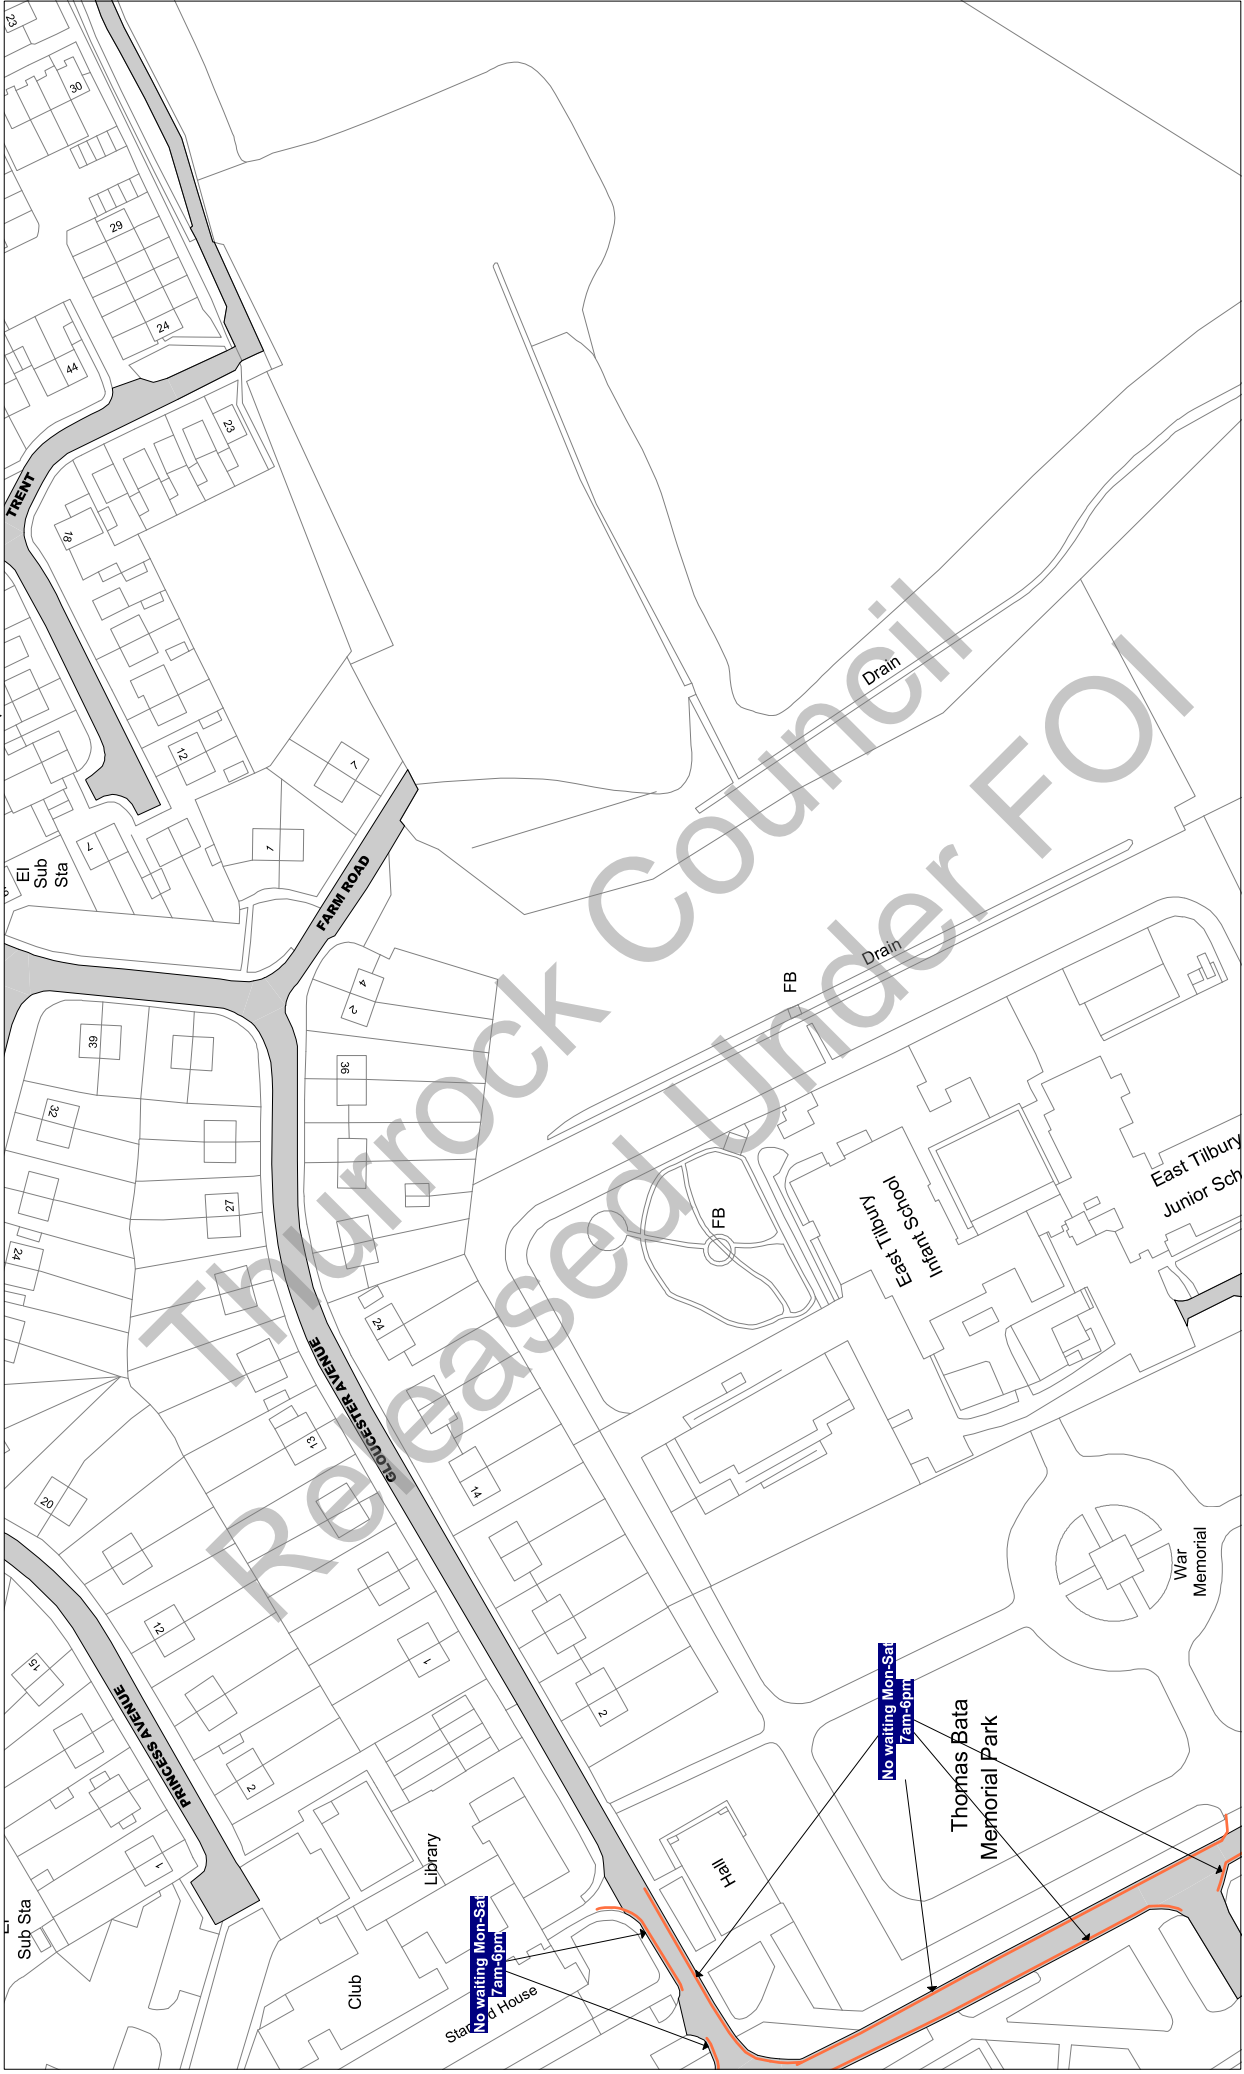 23
30
29
24
44
TRENT
23
18
12
7
7
1
El
Sub
Sta
FARM ROAD
Drain
Drain
FB
4
2
39
36
32
27
24
FB
East Tilbury
Infant School
East Tilbury
Junior Sch
24
GLOUCESTER AVENUE
13
14
20
12
15
1
2
War
Memorial
PRINCESS AVENUE
2
1
No waiting Mon-Sat
7am-6pm
Thomas Bata
Memorial Park
Library
Hall
Sub Sta
Club
No waiting Mon-Sat
7am-6pm
Thurrock Council
Released Under FOI